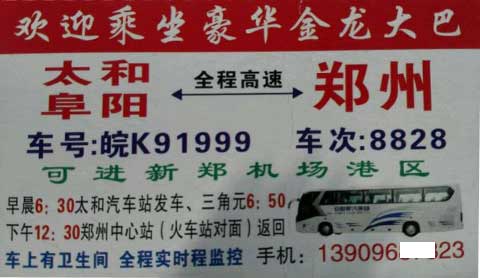 欢迎乘坐豪华金龙大巴
太和
阜阳
全程高速
郑州
车号:皖K91999 车次:8828
可进新郑机场港区
早晨6:30太和汽车站发车、三角元6:50
下午12:30郑州中心站(火车站对面)返回
车上有卫生间 全程实时程监控 手机:139096 823